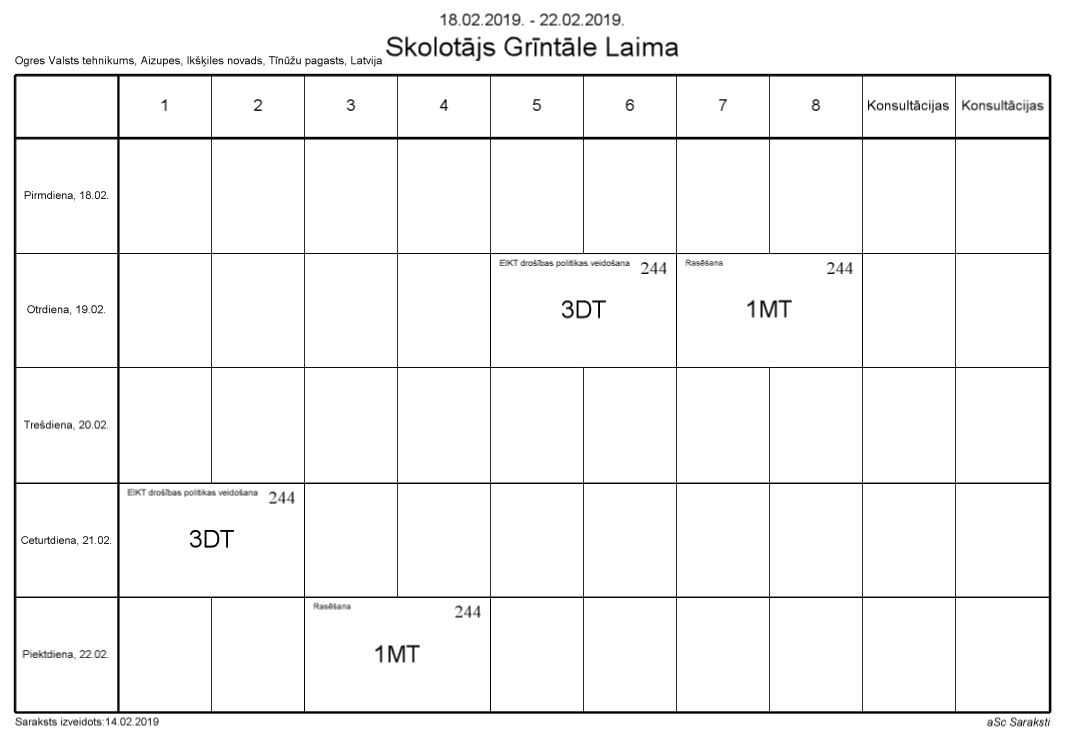 18.02.2019. - 22.02.2019.
Skolotājs Grīntāle Laima
Ogres Valsts tehnikums, Aizupes, Ikšķiles novads, Tīnūžu pagasts, Latvija
1 2 3 4 5 6 7 8 Konsultācijas Konsultācijas
Pirmdiena, 18.02.
EIKT drošības politikas veidošana 244 Rasēšana 244
Otrdiena, 19.02. 3DT 1MT
Trešdiena, 20.02.
EIKT drošības politikas veidošana 244
Ceturtdiena, 21.02. 3DT
Rasēšana 244
Piektdiena, 22.02. 1MT
Saraksts izveidots:14.02.2019 aSc Saraksti